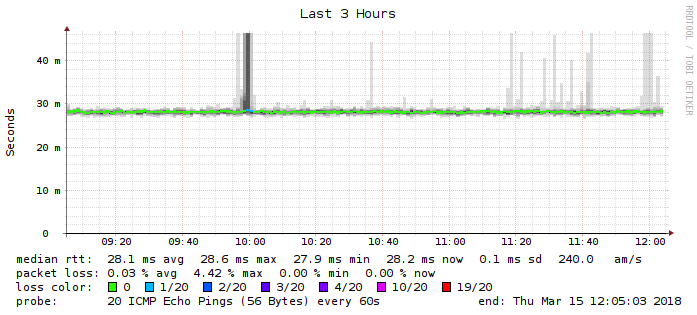 Last 3 Hours
RRDTOOL / TOBI OETIKER
Seconds
40 m
30 m
20 m
10 m
0
09:20 09:40 10:00 10:20 10:40 11:00 11:20 11:40 12:00
median rtt: 28.1 ms avg 28.6 ms max 27.9 ms min 28.2 ms now 0.1 ms sd 240.0 am/s
packet loss: 0.03 % avg 4.42 % max 0.00 % min 0.00 % now
loss color: 0 1/20 2/20 3/20 4/20 10/20 19/20
probe: 20 ICMP Echo Pings (56 Bytes) every 60s end: Thu Mar 15 12:05:03 2018